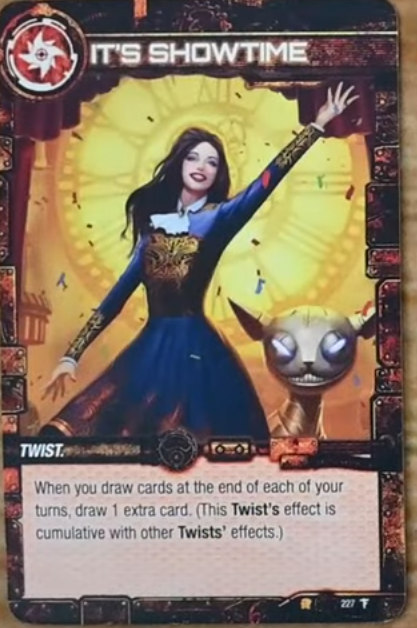 IT'S SHOWTIME
TWIST.
When you draw cards at the end of each of your
turns, draw 1 extra card. (This Twist's effect is
cumulative with other Twists' effects.)
227